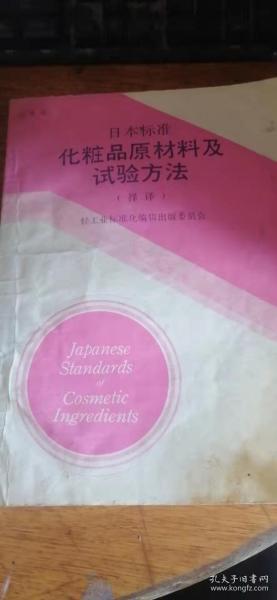 日本标准
化粧品原材料及
试验方法
(择译)
轻工业标准化编辑出版委员会
Japanese
Standards
of
Cosmetic
Ingredients
孔夫子旧书网
www.kongfz.com